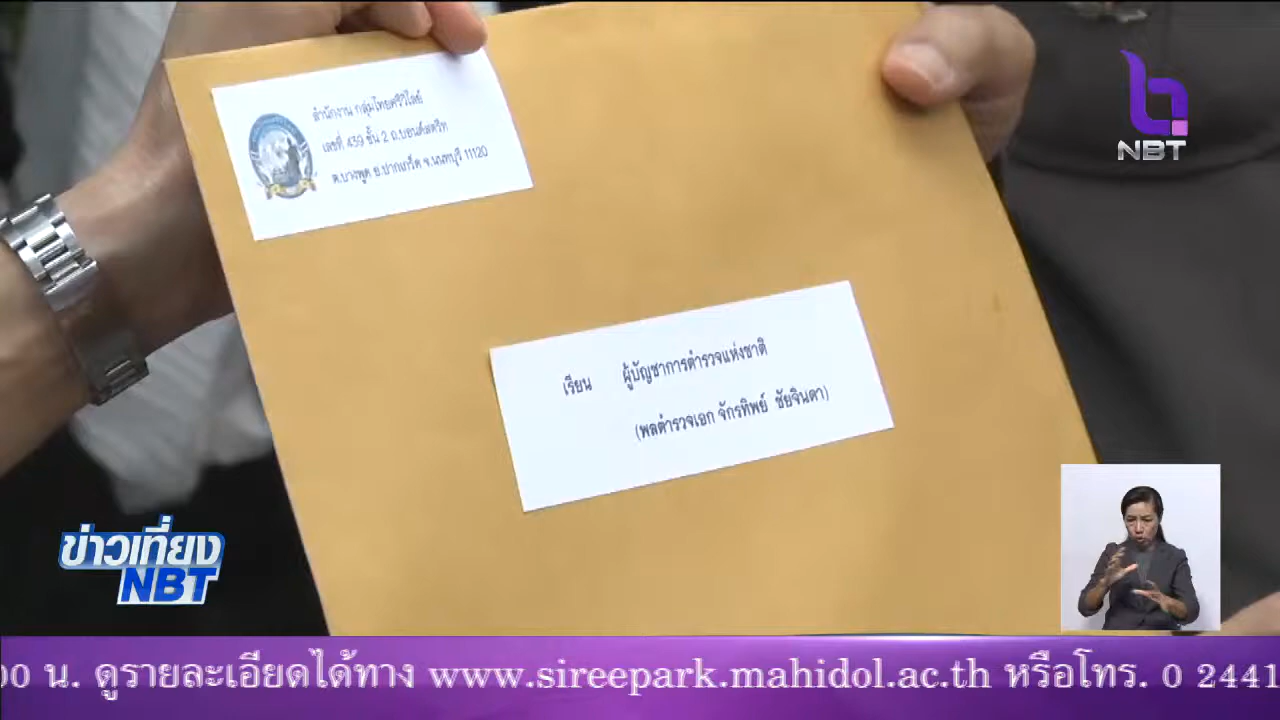 สำนักงาน กลุ่มไทยศรีวิไลย์
เลขที่ 439 ชั้น 2 ถ.บอนด์สตรีท
ต.บางพูด อ.ปากเกร็ด จ.นนทบุรี 11120
NBT
เรียน ผู้บัญชาการตำรวจแห่งชาติ
(พลตำรวจเอก จักรทิพย์ ชัยจินดา)
ข่าวเที่ยง
NBT
00 น. ดูรายละเอียดได้ทาง www.sireepark.mahidol.ac.th หรือโทร. 0 2441